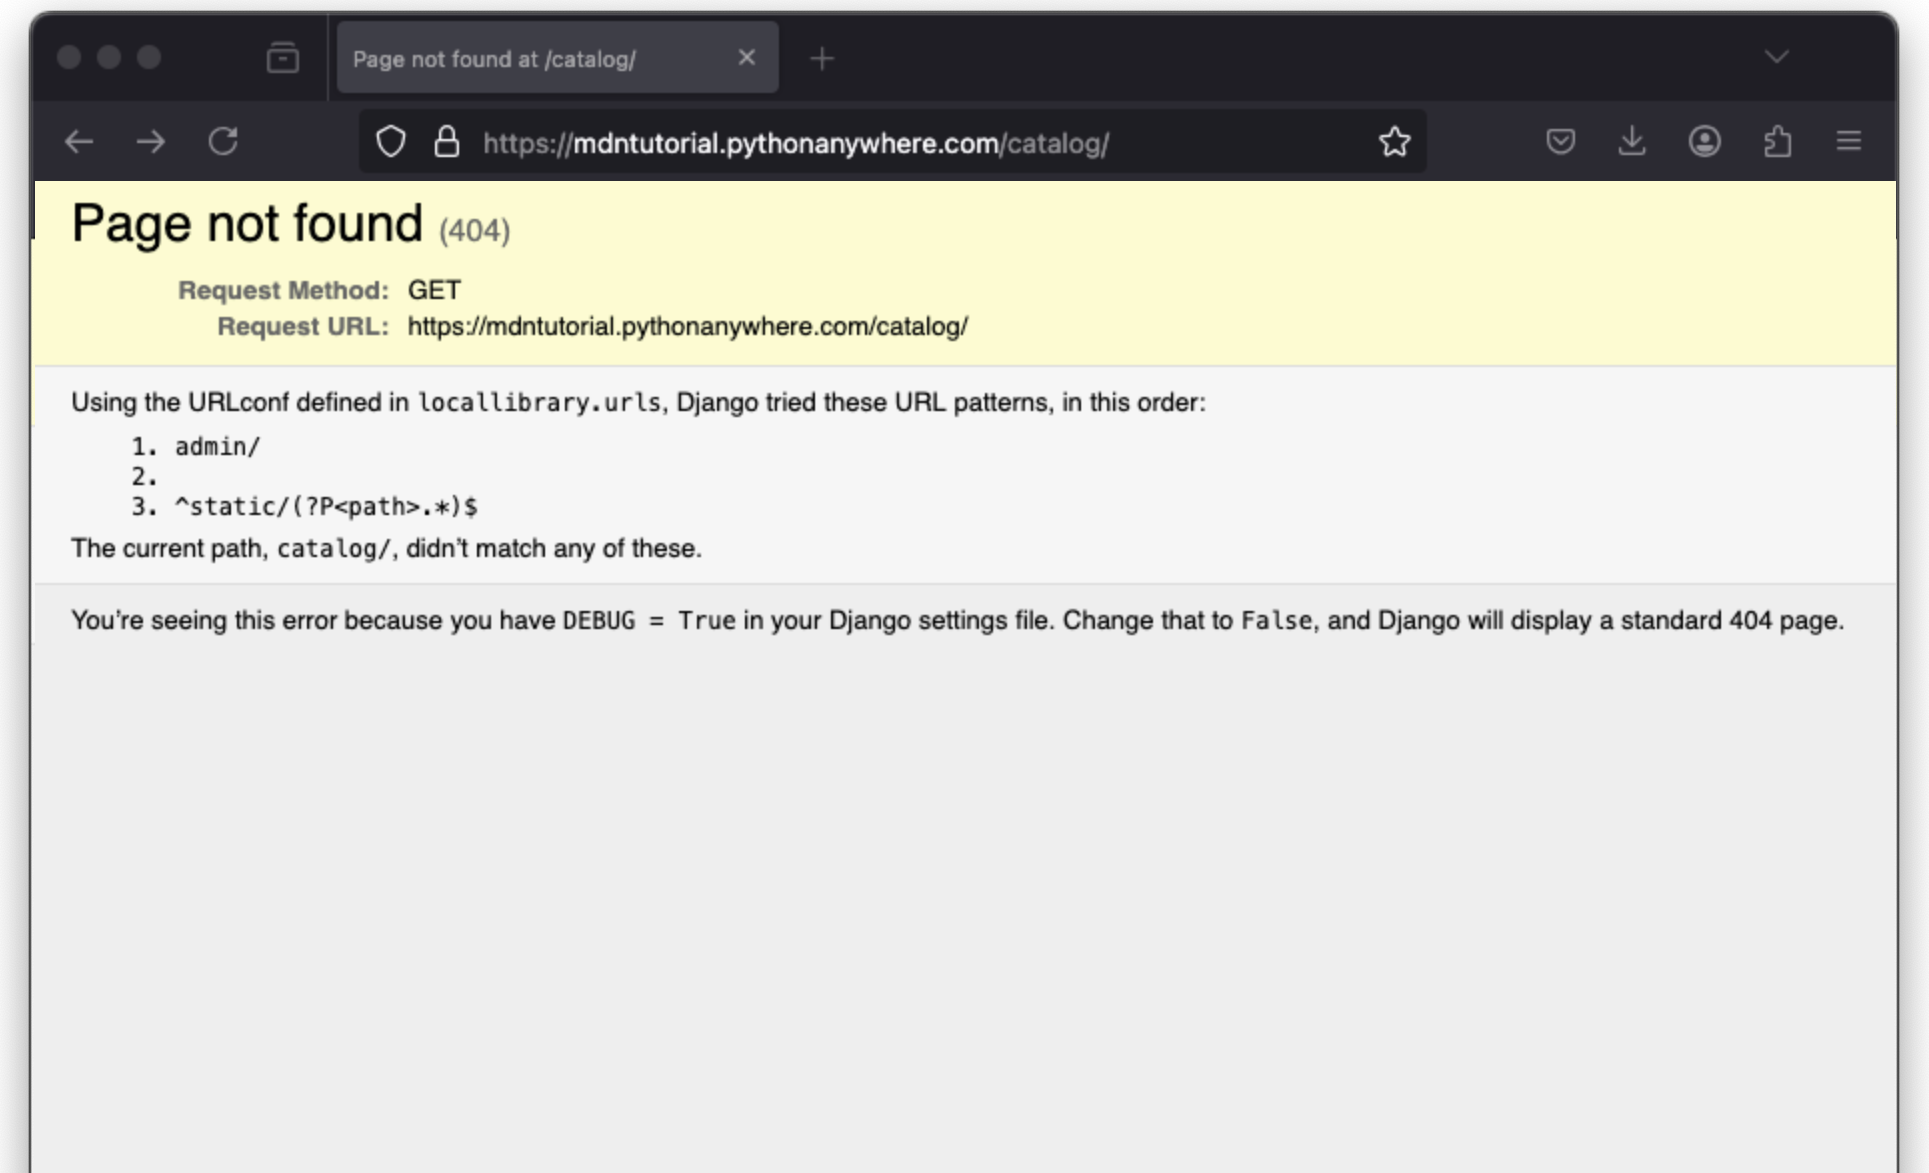 Page not found at /catalog/
https://mdntutorial.pythonanywhere.com/catalog/
Page not found (404)
Request Method: GET
Request URL: https://mdntutorial.pythonanywhere.com/catalog/
Using the URLconf defined in locallibrary.urls, Django tried these URL patterns, in this order:
1. admin/
2.
3. ^static/(?P<path>.*)$
The current path, catalog/, didn’t match any of these.
You’re seeing this error because you have DEBUG = True in your Django settings file. Change that to False, and Django will display a standard 404 page.